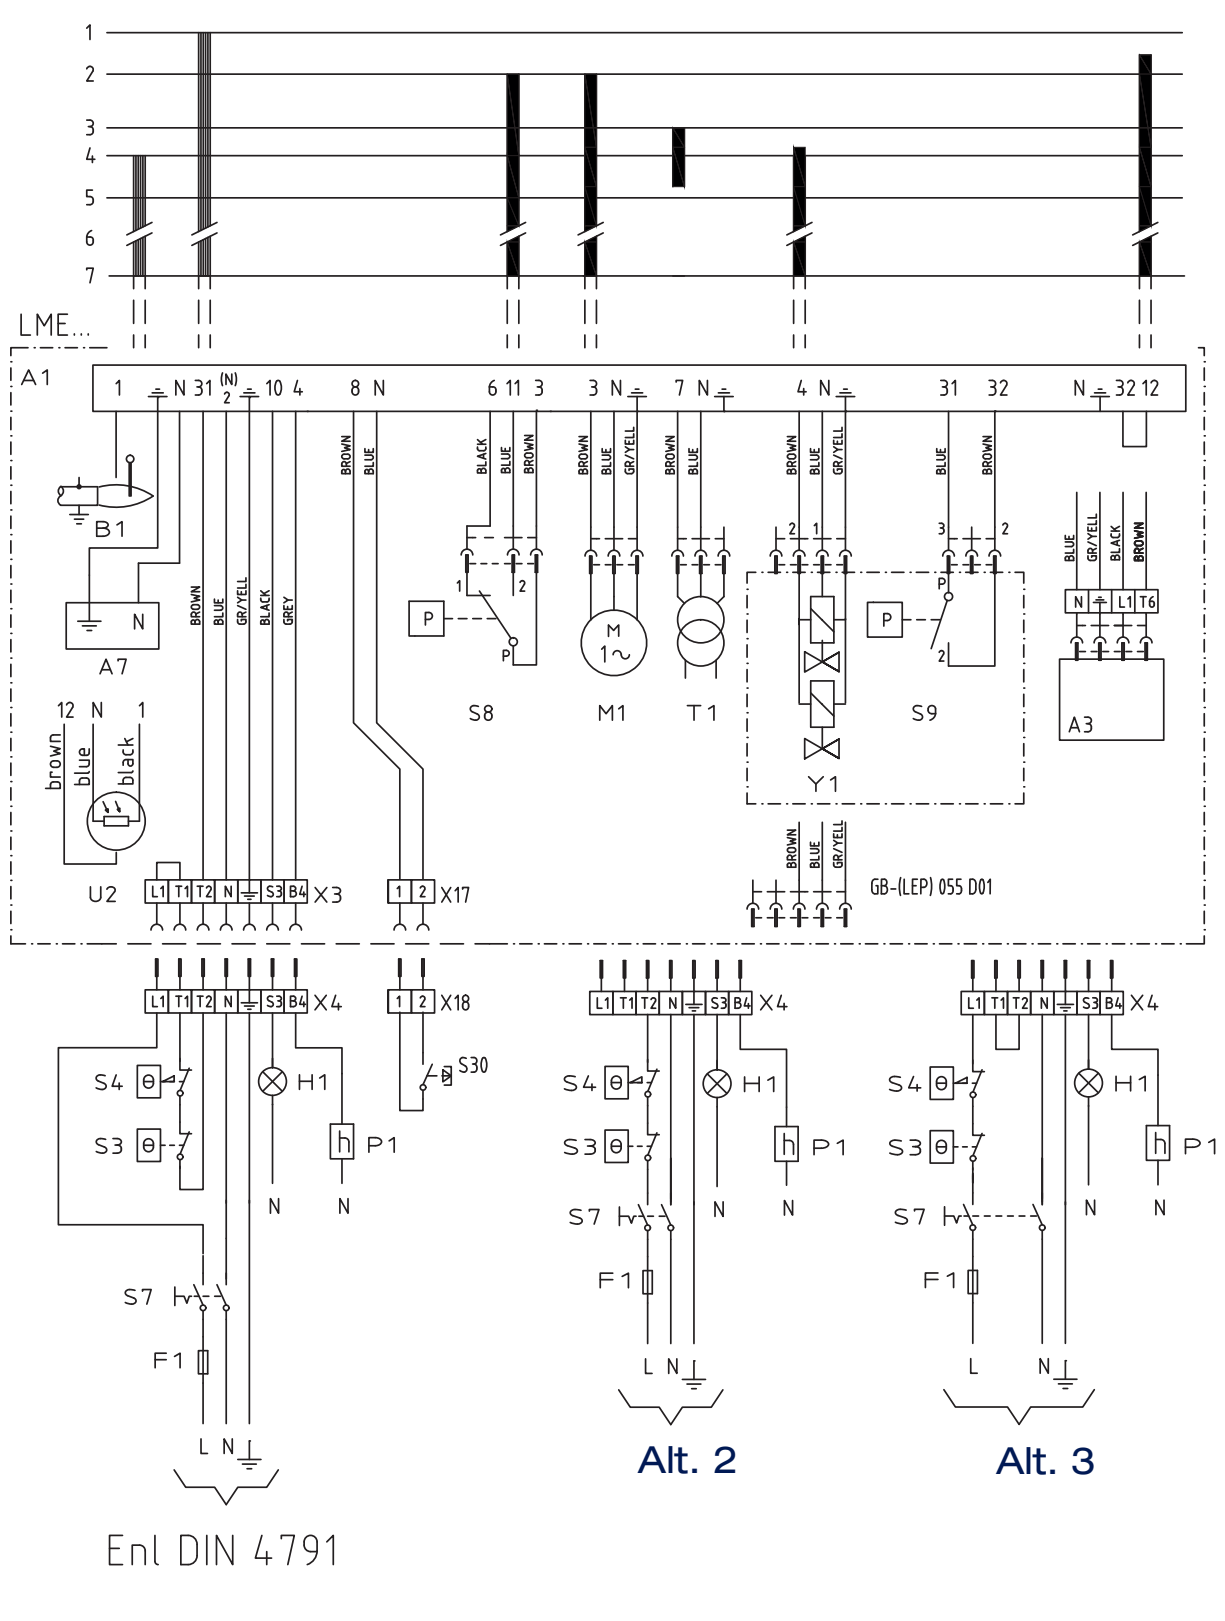 1
2
3
4
5
6
7
LME...
A1
1 N 31 (N) 2 10 4 8 N 6 11 3 3 N 7 N 4 N 31 32 N 32 12
BROWN BLUE BLACK BLUE BROWN BROWN BLUE GR/YELL BROWN BLUE BROWN BLUE GR/YELL BLUE BROWN
2 1 3 2
BLUE GR/YELL BLACK BROWN
B1
1 2
P
P
M
1~
P
P
2
N L1 T6
N
A7
BROWN BLUE GR/YELL BLACK GREY
S8 M1 T1 S9 A3
Y1
12 N 1
brown blue black
BROWN BLUE GR/YELL
GB-(LEP) 055 D01
U2
L1 T1 T2 N S3 B4 X3
1 2 X17
L1 T1 T2 N S3 B4 X4
1 2 X18
L1 T1 T2 N S3 B4 X4
L1 T1 T2 N S3 B4 X4
S4 θ H1 S30 S4 θ H1 S4 θ H1
S3 θ h P1 S3 θ h P1 S3 θ h P1
N N N N N N
S7 S7
F1 F1
S7
F1
L N L N
L N
Alt. 2 Alt. 3
Enl DIN 4791